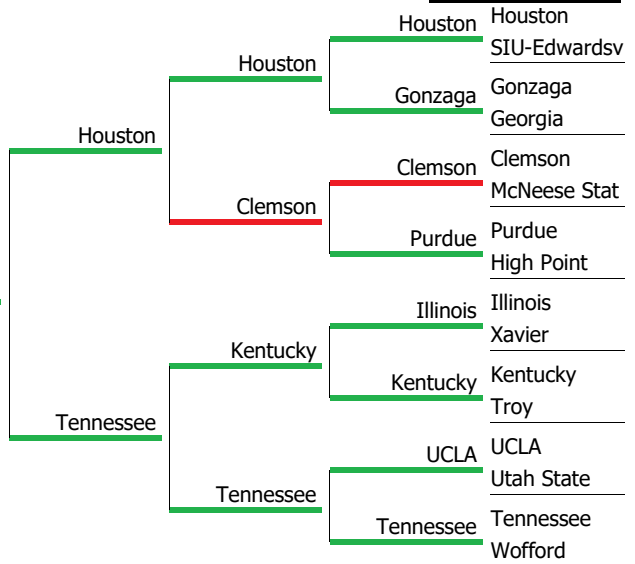 Houston
SIU-Edwardsv
Houston
Houston
Gonzaga
Georgia
Gonzaga
Houston
Clemson
McNeese Stat
Clemson
Clemson
Purdue
High Point
Purdue
Illinois
Xavier
Illinois
Kentucky
Kentucky
Troy
Kentucky
Tennessee
UCLA
Utah State
UCLA
Tennessee
Tennessee
Wofford
Tennessee